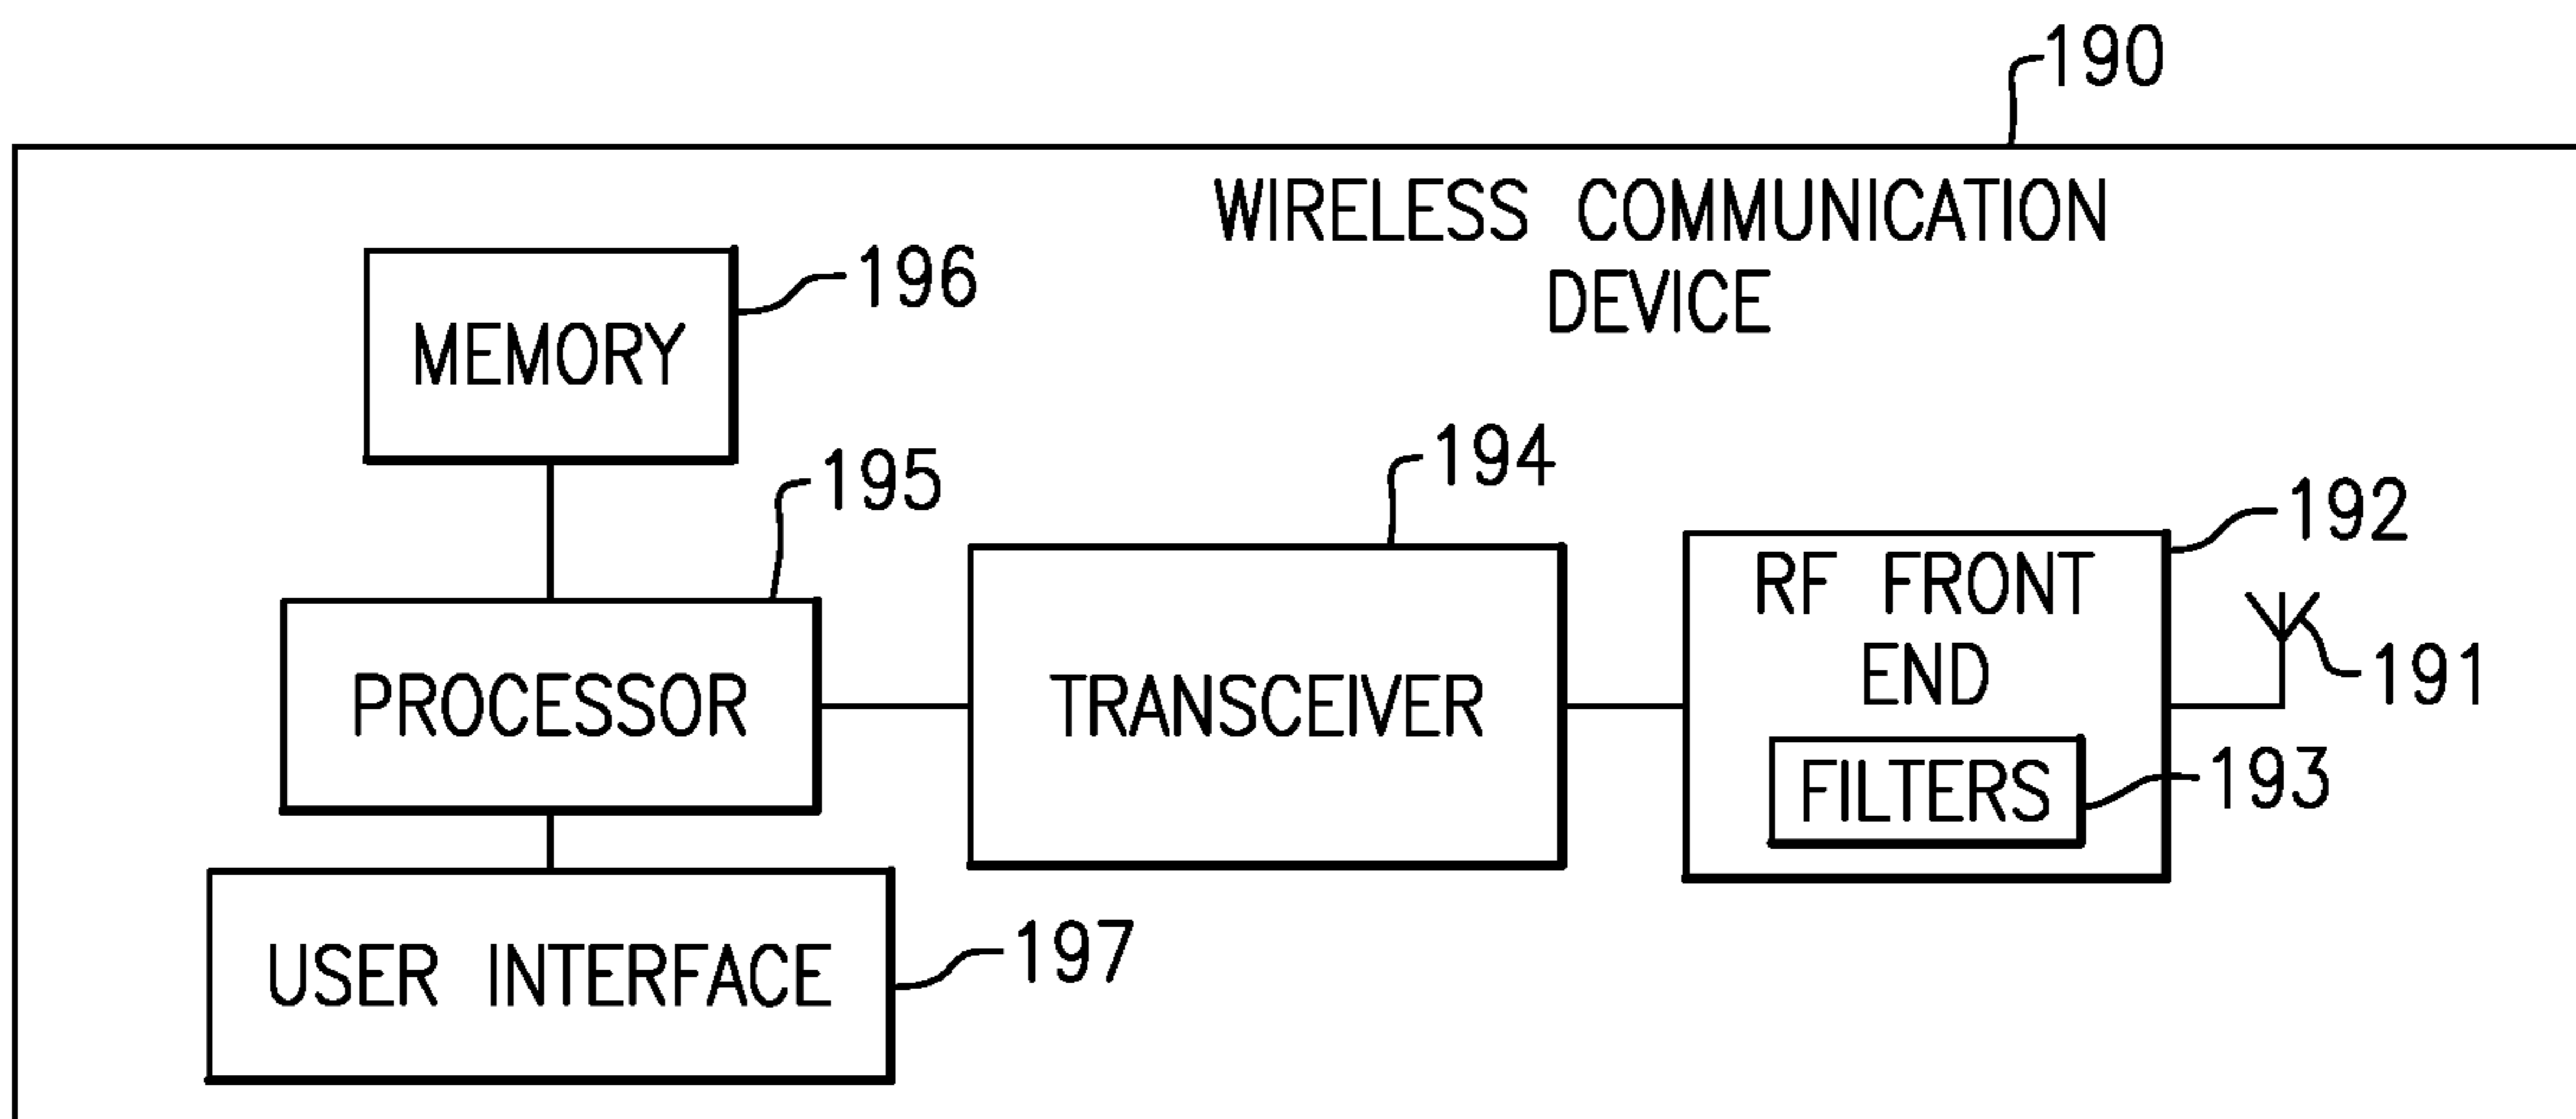 190
WIRELESS COMMUNICATION
DEVICE
196
MEMORY
195
194
192
RF FRONT
END
191
PROCESSOR
TRANSCEIVER
FILTERS
193
USER INTERFACE
197